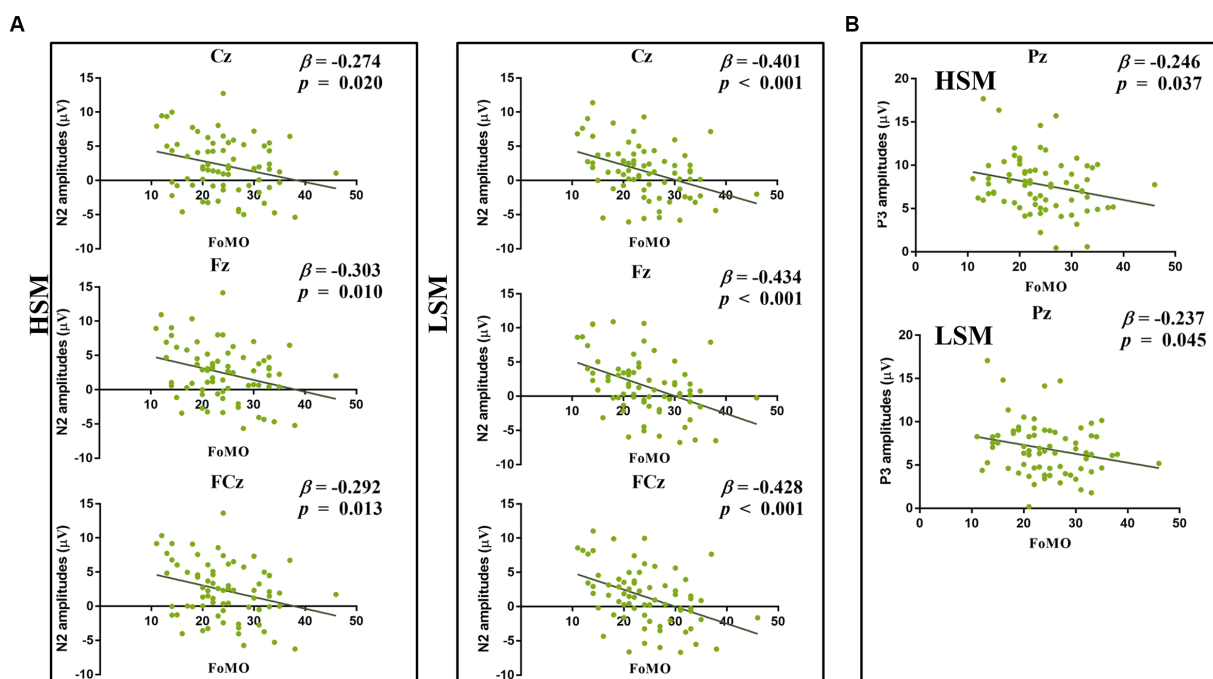 A
B
HSM
Cz
β = -0.274
p = 0.020
N2 amplitudes (μV)
15
10
5
0
-5
-10
10 20 30 40 50
FoMO
Fz
β = -0.303
p = 0.010
N2 amplitudes (μV)
15
10
5
0
-5
-10
10 20 30 40 50
FoMO
FCz
β = -0.292
p = 0.013
N2 amplitudes (μV)
15
10
5
0
-5
-10
10 20 30 40 50
FoMO
LSM
Cz
β = -0.401
p < 0.001
N2 amplitudes (μV)
15
10
5
0
-5
-10
10 20 30 40 50
FoMO
Fz
β = -0.434
p < 0.001
N2 amplitudes (μV)
15
10
5
0
-5
-10
10 20 30 40 50
FoMO
FCz
β = -0.428
p < 0.001
N2 amplitudes (μV)
15
10
5
0
-5
-10
10 20 30 40 50
FoMO
Pz
HSM
β = -0.246
p = 0.037
P3 amplitudes (μV)
20
15
10
5
0
0 10 20 30 40 50
FoMO
Pz
LSM
β = -0.237
p = 0.045
P3 amplitudes (μV)
20
15
10
5
0
0 10 20 30 40 50
FoMO